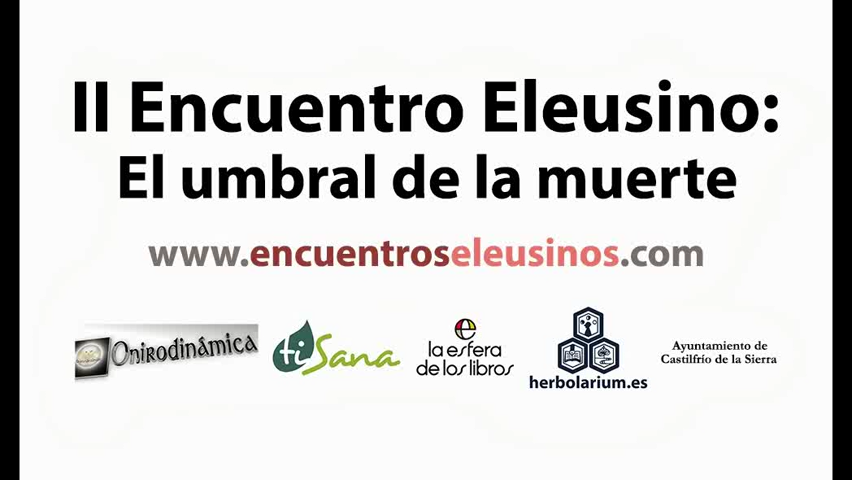 II Encuentro Eleusino:
El umbral de la muerte
www.encuentroseleusinos.com
Onirodinámica
tiSana
la esfera
de los libros
herbolarium.es
Ayuntamiento de
Castilfrío de la Sierra